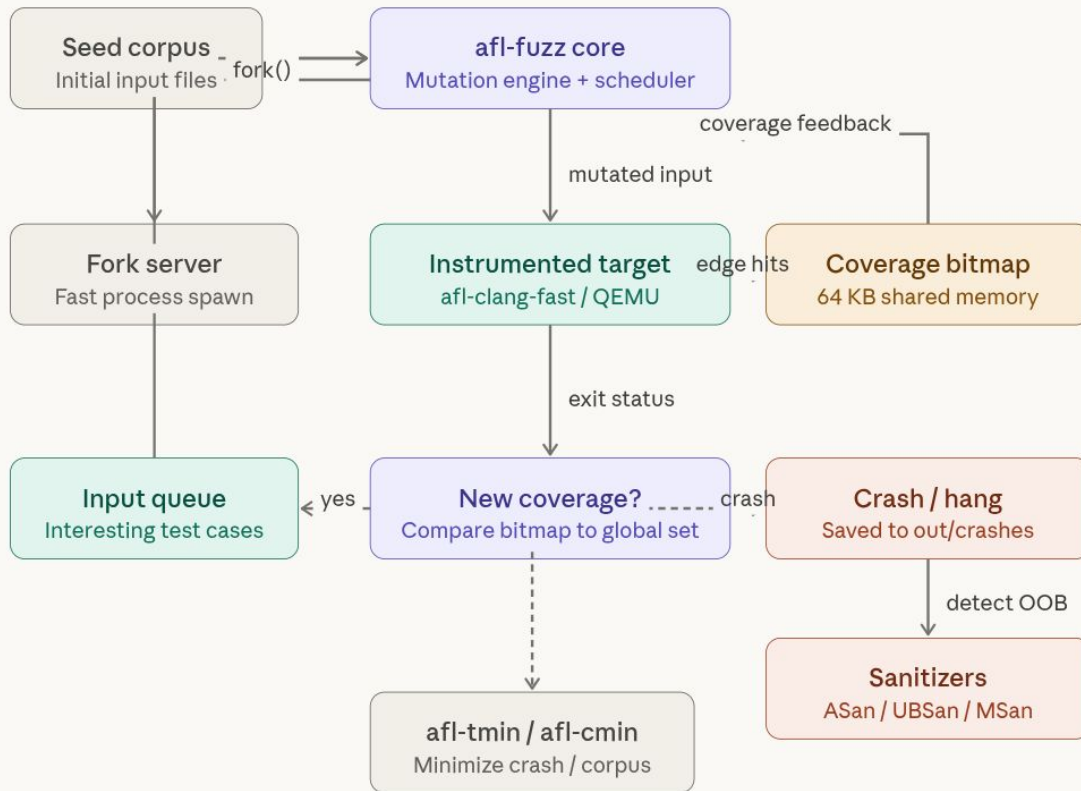 Seed corpus
Initial input files
fork()
afl-fuzz core
Mutation engine + scheduler
coverage feedback
mutated input
Fork server
Fast process spawn
Instrumented target
afl-clang-fast / QEMU
edge hits
Coverage bitmap
64 KB shared memory
exit status
Input queue
Interesting test cases
yes
New coverage?
Compare bitmap to global set
crash
Crash / hang
Saved to out/crashes
detect OOB
Sanitizers
ASan / UBSan / MSan
afl-tmin / afl-cmin
Minimize crash / corpus